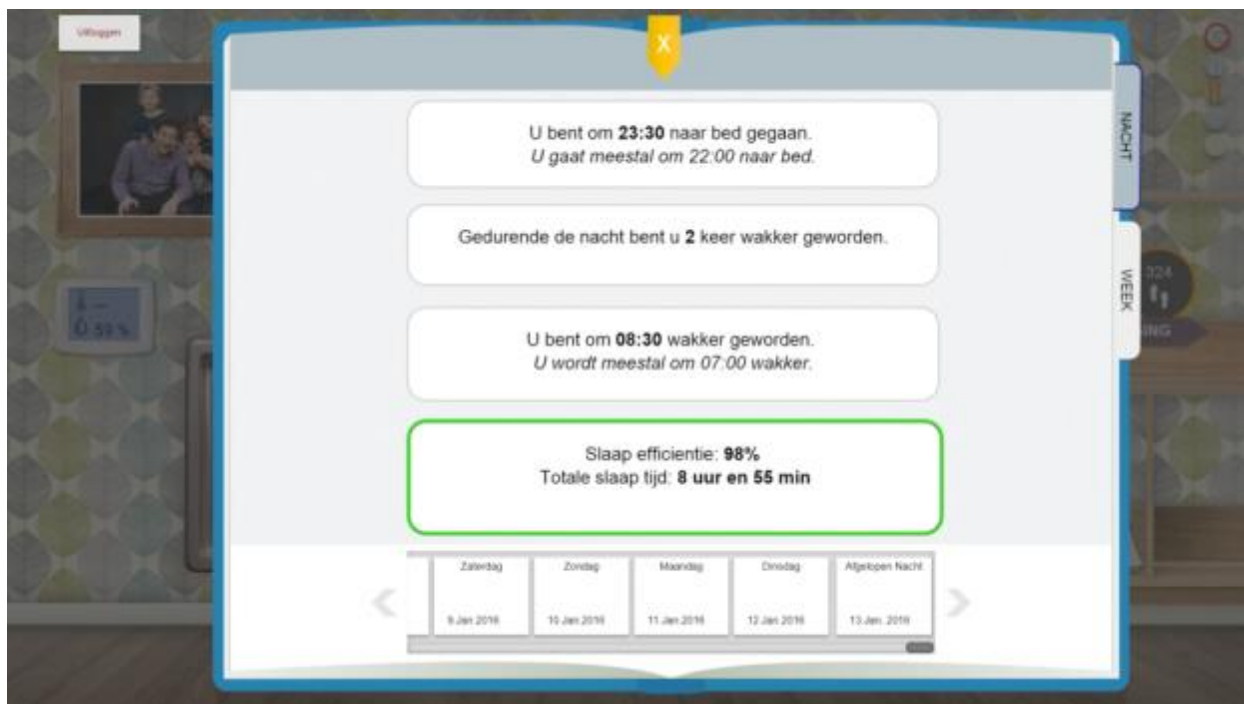 Uitloggen
X
NACHT
WEEK
U bent om 23:30 naar bed gegaan.
U gaat meestal om 22:00 naar bed.
Gedurende de nacht bent u 2 keer wakker geworden.
U bent om 08:30 wakker geworden.
U wordt meestal om 07:00 wakker.
Slaap efficientie: 98%
Totale slaap tijd: 8 uur en 55 min
Zaterdag Zondag Maandag Dinsdag Afgelopen Nacht
9 Jan 2016 10 Jan 2016 11 Jan 2016 12 Jan 2016 13 Jan. 2016
324
59 %